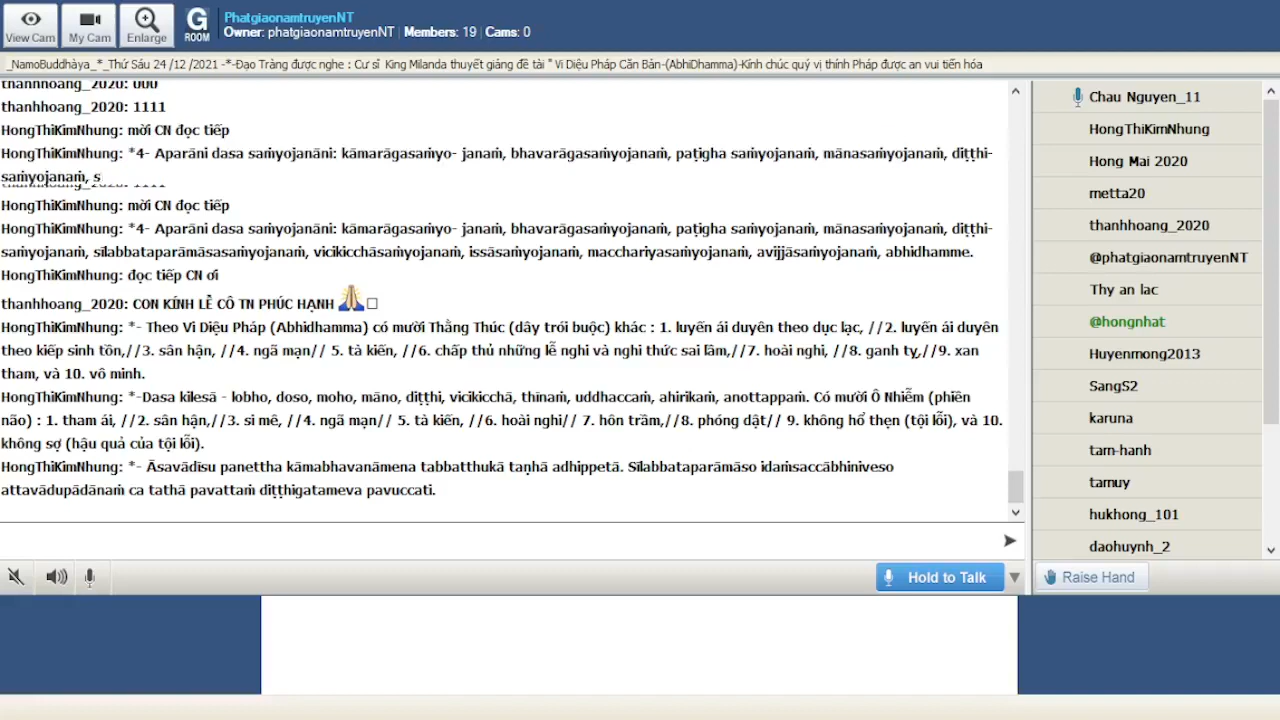 View Cam
My Cam
Enlarge
G
ROOM
PhatgiaonamtruyenNT
Owner: phatgiaonamtruyenNT | Members: 19 | Cams: 0
_NamoBuddhàya_*_Thứ Sáu 24 /12 /2021 -*-Đạo Tràng được nghe : Cư sĩ King Milanda thuyết giảng đề tài " Vi Diệu Pháp Căn Bản-(AbhiDhamma)-Kính chúc quý vị thính Pháp được an vui tiến hóa
thanhhoang_2020: 000
thanhhoang_2020: 1111
HongThiKimNhung: mời CN đọc tiếp
HongThiKimNhung: *4- Aparāni dasa saṁyojanāni: kāmarāgasaṁyo- janaṁ, bhavarāgasaṁyojanaṁ, paṭigha saṁyojanaṁ, mānasaṁyojanaṁ, diṭṭhi-
saṁyojanaṁ, s
HongThiKimNhung: mời CN đọc tiếp
HongThiKimNhung: *4- Aparāni dasa saṁyojanāni: kāmarāgasaṁyo- janaṁ, bhavarāgasaṁyojanaṁ, paṭigha saṁyojanaṁ, mānasaṁyojanaṁ, diṭṭhi-
saṁyojanaṁ, sīlabbataparāmāsasaṁyojanaṁ, vicikicchāsaṁyojanaṁ, issāsaṁyojanaṁ, macchariyasaṁyojanaṁ, avijjāsaṁyojanaṁ, abhidhamme.
HongThiKimNhung: đọc tiếp CN ơi
thanhhoang_2020: CON KÍNH LỄ CÔ TN PHÚC HẠNH 🙏□
HongThiKimNhung: *- Theo Vi Diệu Pháp (Abhidhamma) có mười Thằng Thúc (dây trói buộc) khác : 1. luyến ái duyên theo dục lạc, //2. luyến ái duyên
theo kiếp sinh tồn,//3. sân hận, //4. ngã mạn// 5. tà kiến, //6. chấp thủ những lễ nghi và nghi thức sai lầm,//7. hoài nghi, //8. ganh tỵ,//9. xan
tham, và 10. vô minh.
HongThiKimNhung: *-Dasa kilesā - lobho, doso, moho, māno, diṭṭhi, vicikicchā, thīnaṁ, uddhaccaṁ, ahirikaṁ, anottappaṁ. Có mười Ô Nhiễm (phiền
não) : 1. tham ái, //2. sân hận,//3. si mê, //4. ngã mạn// 5. tà kiến, //6. hoài nghi// 7. hôn trầm,//8. phóng dật// 9. không hổ thẹn (tội lỗi), và 10.
không sợ (hậu quả của tội lỗi).
HongThiKimNhung: *- Āsavādīsu panettha kāmabhavanāmena tabbatthukā taṇhā adhippetā. Sīlabbataparāmāso idaṁsaccābhiniveso
attavādupādānaṁ ca tathā pavattaṁ diṭṭhigatameva pavuccati.
Hold to Talk
Chau Nguyen_11
HongThiKimNhung
Hong Mai 2020
metta20
thanhhoang_2020
@phatgiaonamtruyenNT
Thy an lac
@hongnhat
Huyenmong2013
SangS2
karuna
tam-hanh
tamuy
hukhong_101
daohuynh_2
Raise Hand